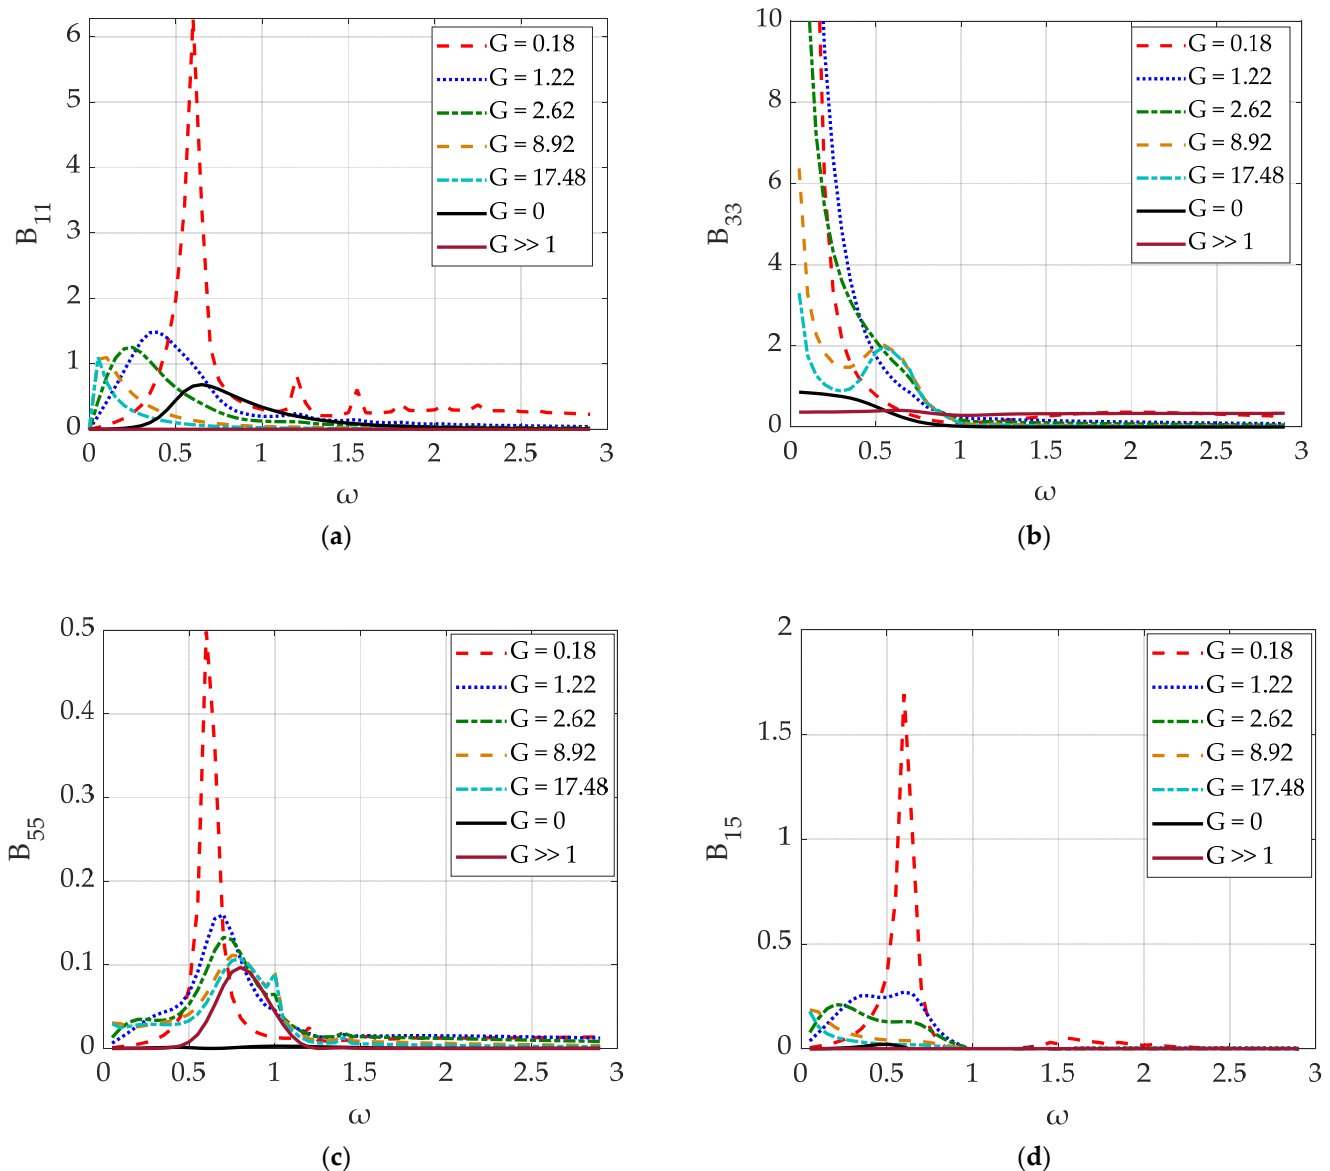 B11
6
5
4
3
2
1
0
0 0.5 1 1.5 2 2.5 3
ω
G = 0.18
G = 1.22
G = 2.62
G = 8.92
G = 17.48
G = 0
G >> 1
(a)
B33
10
8
6
4
2
0
0 0.5 1 1.5 2 2.5 3
ω
G = 0.18
G = 1.22
G = 2.62
G = 8.92
G = 17.48
G = 0
G >> 1
(b)
B55
0.5
0.4
0.3
0.2
0.1
0
0 0.5 1 1.5 2 2.5 3
ω
G = 0.18
G = 1.22
G = 2.62
G = 8.92
G = 17.48
G = 0
G >> 1
(c)
B15
2
1.5
1
0.5
0
0 0.5 1 1.5 2 2.5 3
ω
G = 0.18
G = 1.22
G = 2.62
G = 8.92
G = 17.48
G = 0
G >> 1
(d)